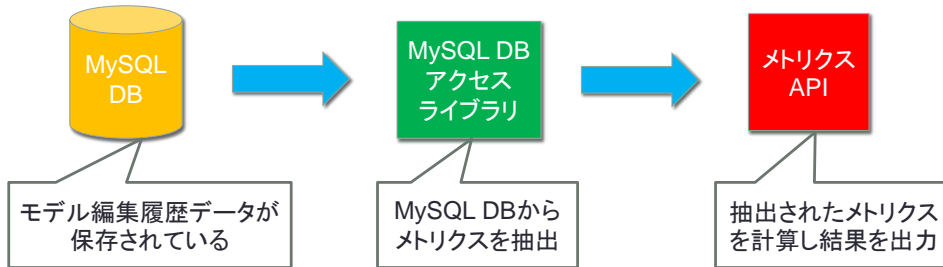 MySQL
DB
MySQL DB
アクセス
ライブラリ
メトリクス
API
モデル編集履歴データが
保存されている
MySQL DBから
メトリクスを抽出
抽出されたメトリクス
を計算し結果を出力